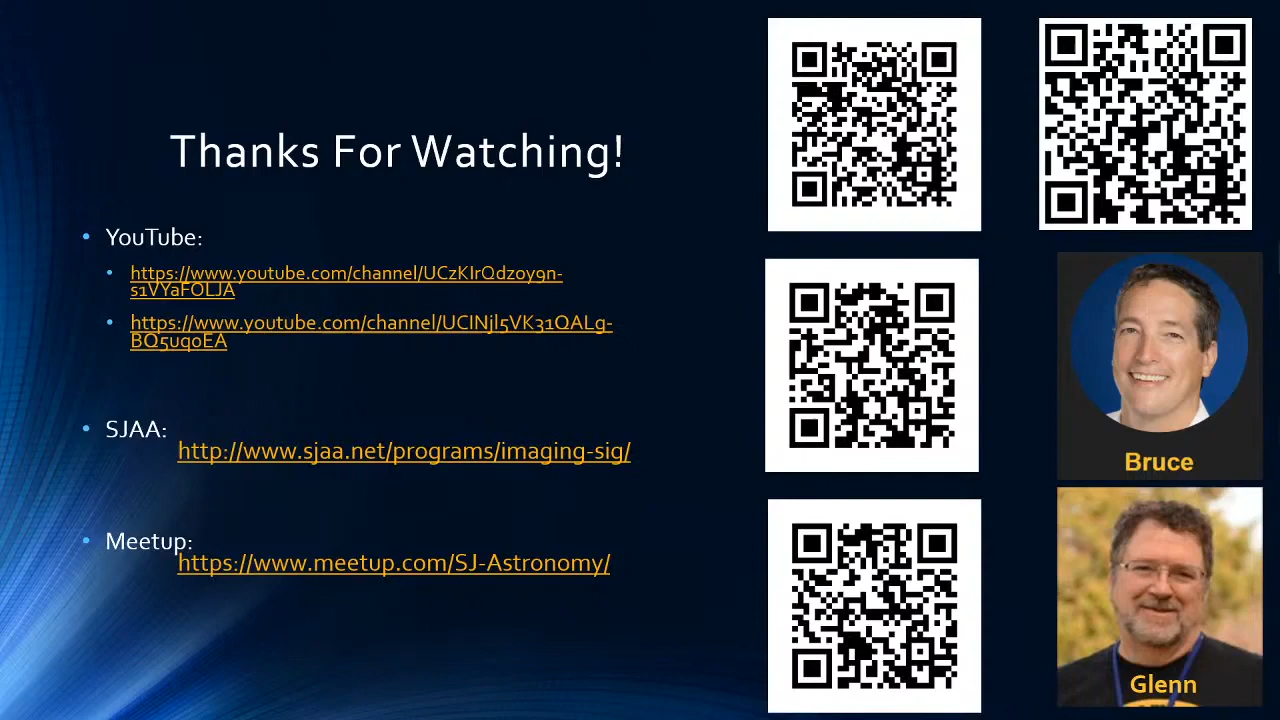 Thanks For Watching!
YouTube:
https://www.youtube.com/channel/UCzKIrQdzoy9n-
s1VYaFOLJA
https://www.youtube.com/channel/UCINjl5VK31QALg-
BQ5uqoEA
SJAA:
http://www.sjaa.net/programs/imaging-sig/
Meetup:
https://www.meetup.com/SJ-Astronomy/
Bruce
Glenn